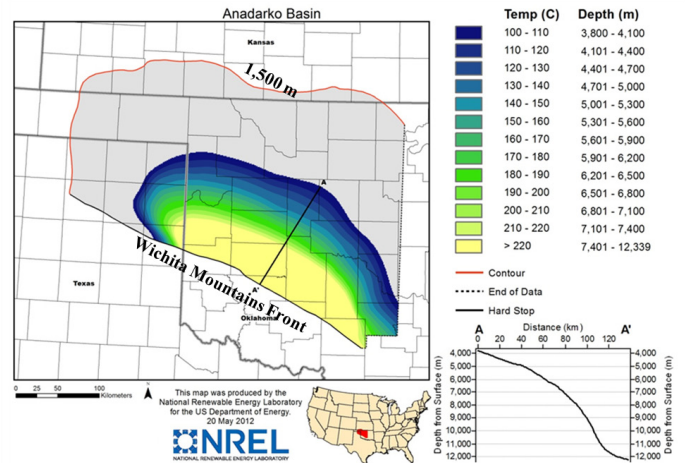 Anadarko Basin
Kansas
1,500 m
A
A'
Wichita Mountains Front
Texas
Oklahoma
0 25 50 100
Kilometers
N
This map was produced by the
National Renewable Energy Laboratory
for the US Department of Energy.
20 May 2012
NREL
NATIONAL RENEWABLE ENERGY LABORATORY
Temp (C) Depth (m)
100 - 110 3,800 - 4,100
110 - 120 4,101 - 4,400
120 - 130 4,401 - 4,700
130 - 140 4,701 - 5,000
140 - 150 5,001 - 5,300
150 - 160 5,301 - 5,600
160 - 170 5,601 - 5,900
170 - 180 5,901 - 6,200
180 - 190 6,201 - 6,500
190 - 200 6,501 - 6,800
200 - 210 6,801 - 7,100
210 - 220 7,101 - 7,400
> 220 7,401 - 12,339
Contour
End of Data
Hard Stop
A Distance (km) A'
0 20 40 60 80 100 120
Depth from Surface (m)
4,000 4,000
5,000 5,000
6,000 6,000
7,000 7,000
8,000 8,000
9,000 9,000
10,000 10,000
11,000 11,000
12,000 12,000
Depth from Surface (m)